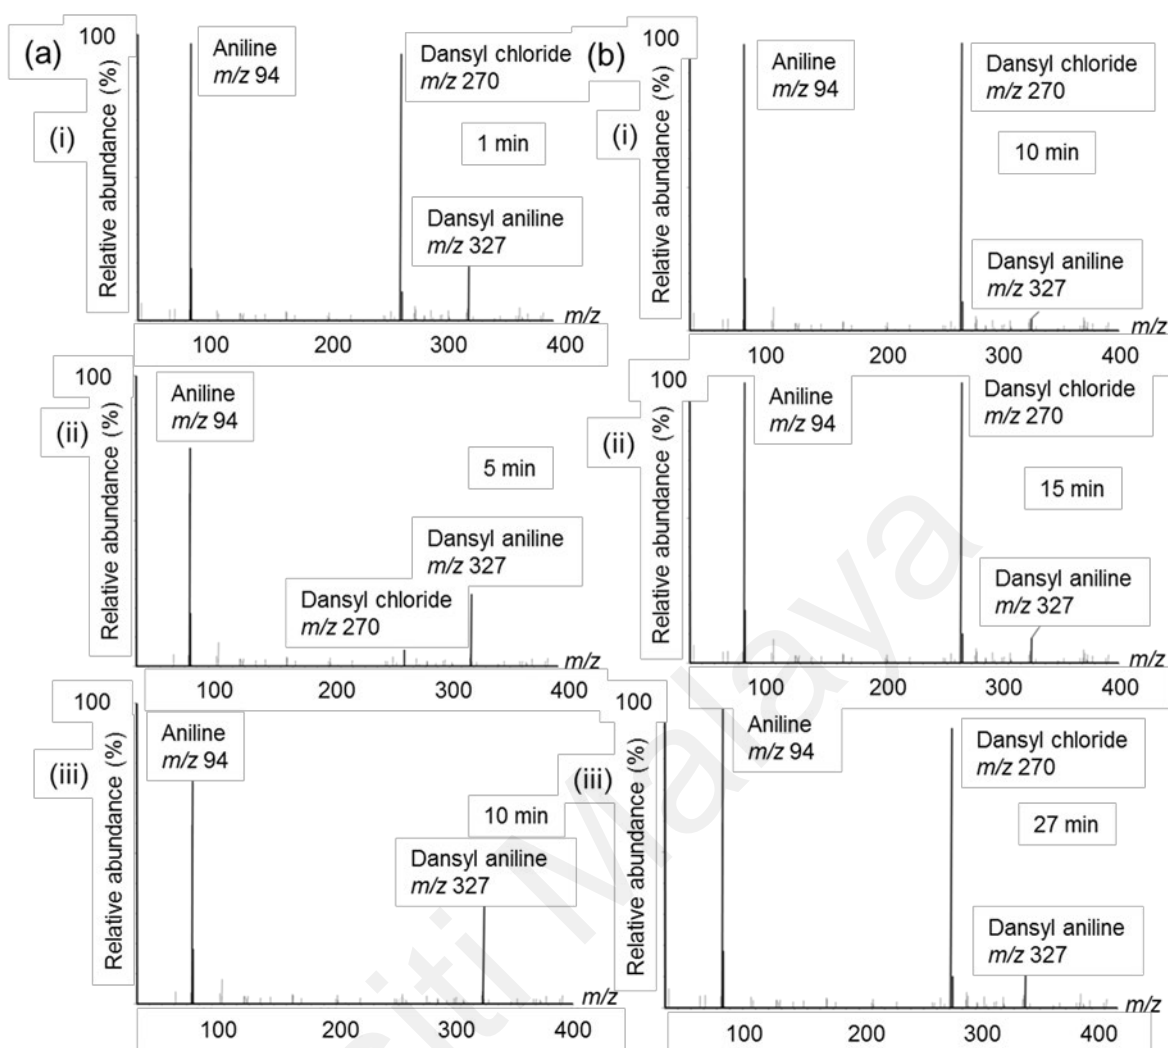 (a)
(i)
Relative abundance (%)
100
Aniline
m/z 94
Dansyl chloride
m/z 270
1 min
Dansyl aniline
m/z 327
m/z
100 200 300 400
(ii)
Relative abundance (%)
100
Aniline
m/z 94
5 min
Dansyl aniline
m/z 327
Dansyl chloride
m/z 270
m/z
100 200 300 400
(iii)
Relative abundance (%)
100
Aniline
m/z 94
10 min
Dansyl aniline
m/z 327
m/z
100 200 300 400
(b)
(i)
Relative abundance (%)
100
Aniline
m/z 94
Dansyl chloride
m/z 270
10 min
Dansyl aniline
m/z 327
m/z
100 200 300 400
(ii)
Relative abundance (%)
100
Aniline
m/z 94
Dansyl chloride
m/z 270
15 min
Dansyl aniline
m/z 327
m/z
100 200 300 400
(iii)
Relative abundance (%)
100
Aniline
m/z 94
Dansyl chloride
m/z 270
27 min
Dansyl aniline
m/z 327
m/z
100 200 300 400
siti Malaya